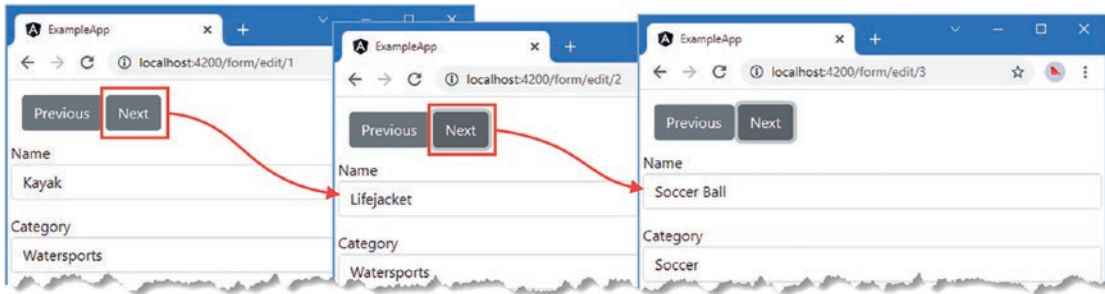 ExampleApp
localhost:4200/form/edit/1
Previous Next
Name
Kayak
Category
Watersports
ExampleApp
localhost:4200/form/edit/2
Previous Next
Name
Lifejacket
Category
Watersports
ExampleApp
localhost:4200/form/edit/3
Previous Next
Name
Soccer Ball
Category
Soccer